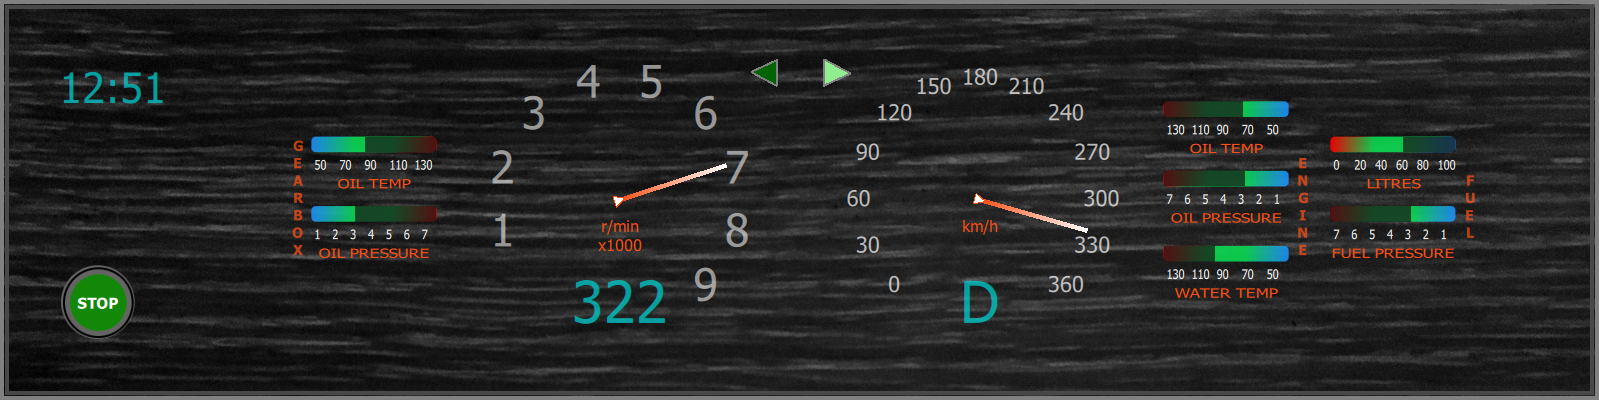 12:51
GEARBOX
50 70 90 110 130
OIL TEMP
1 2 3 4 5 6 7
OIL PRESSURE
STOP
1 2 3 4 5 6 7 8 9
r/min
x1000
322
0 30 60 90 120 150 180 210 240 270 300 330 360
km/h
D
130 110 90 70 50
OIL TEMP
7 6 5 4 3 2 1
OIL PRESSURE
130 110 90 70 50
WATER TEMP
ENGINE
0 20 40 60 80 100
LITRES
7 6 5 4 3 2 1
FUEL PRESSURE
FUEL